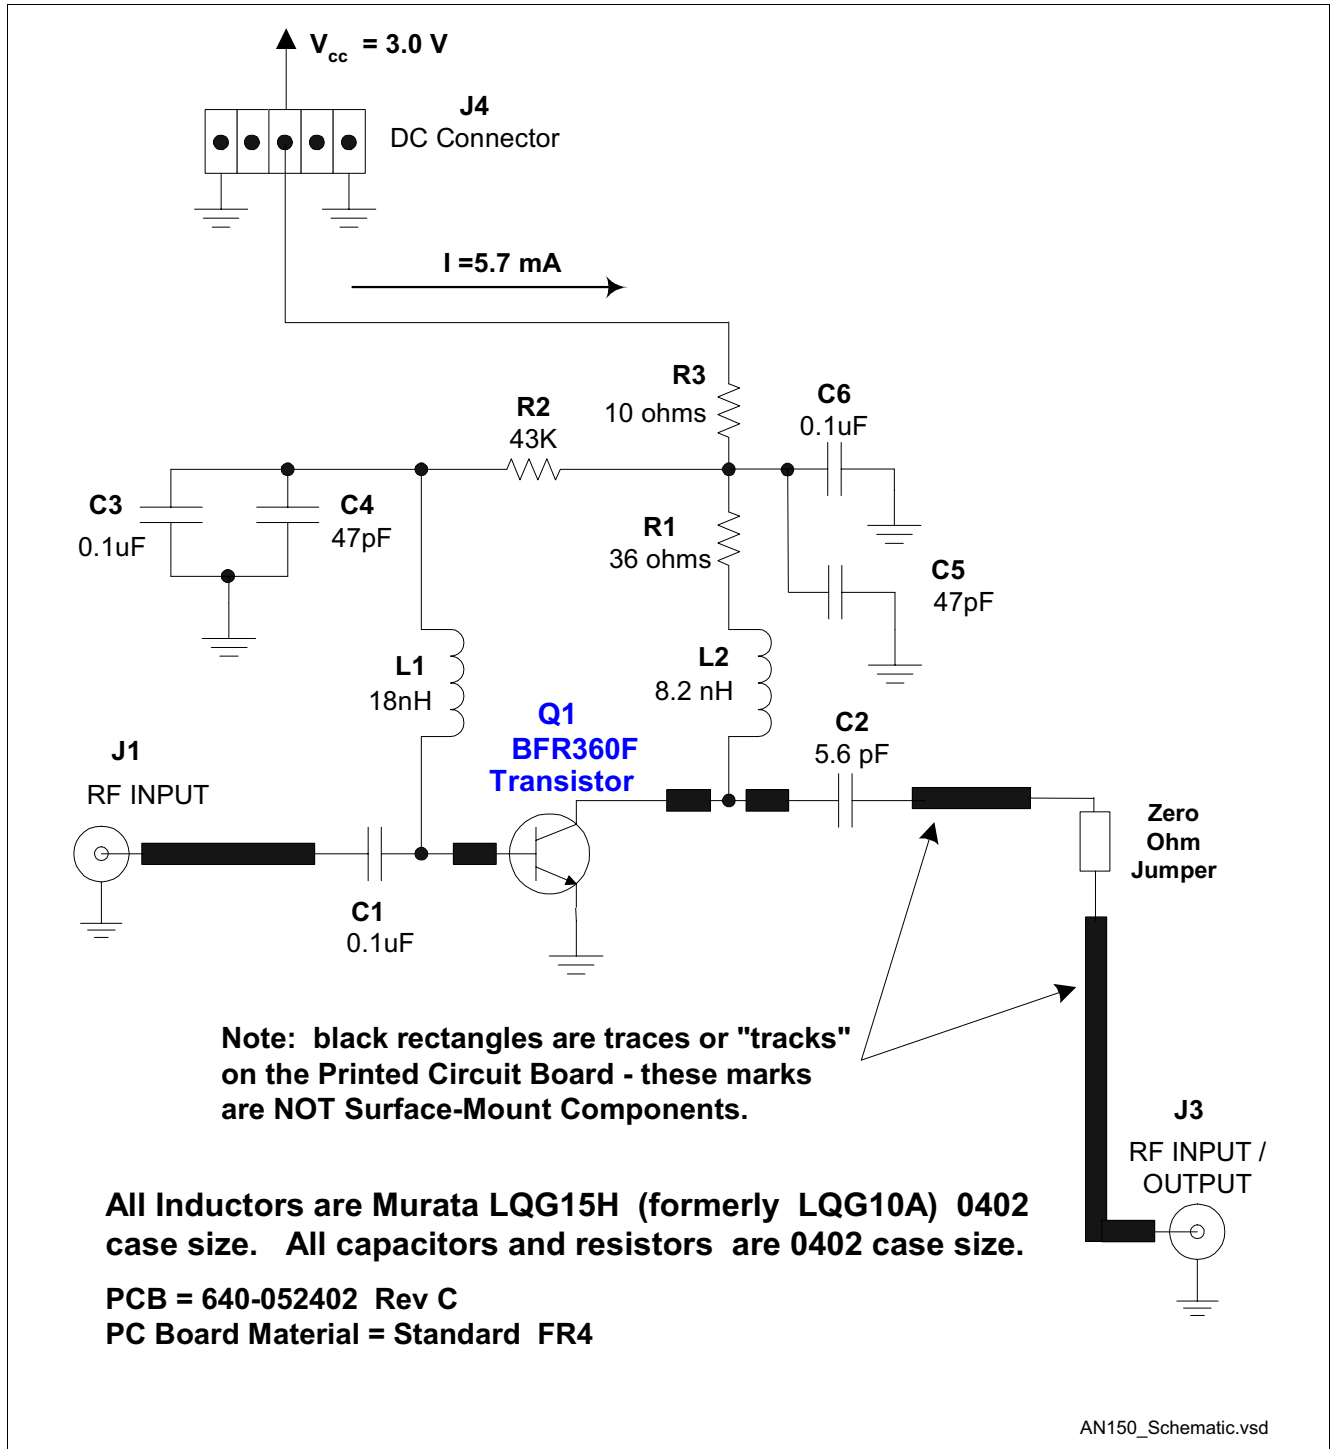 Vcc = 3.0 V
J4
DC Connector
I =5.7 mA
R3
10 ohms
C6
0.1uF
R2
43K
C3
0.1uF
C4
47pF
R1
36 ohms
C5
47pF
L1
18nH
L2
8.2 nH
Q1
BFR360F
Transistor
C2
5.6 pF
J1
RF INPUT
Zero
Ohm
Jumper
C1
0.1uF
Note: black rectangles are traces or "tracks"
on the Printed Circuit Board - these marks
are NOT Surface-Mount Components.
J3
RF INPUT /
OUTPUT
All Inductors are Murata LQG15H (formerly LQG10A) 0402
case size. All capacitors and resistors are 0402 case size.
PCB = 640-052402 Rev C
PC Board Material = Standard FR4
AN150_Schematic.vsd